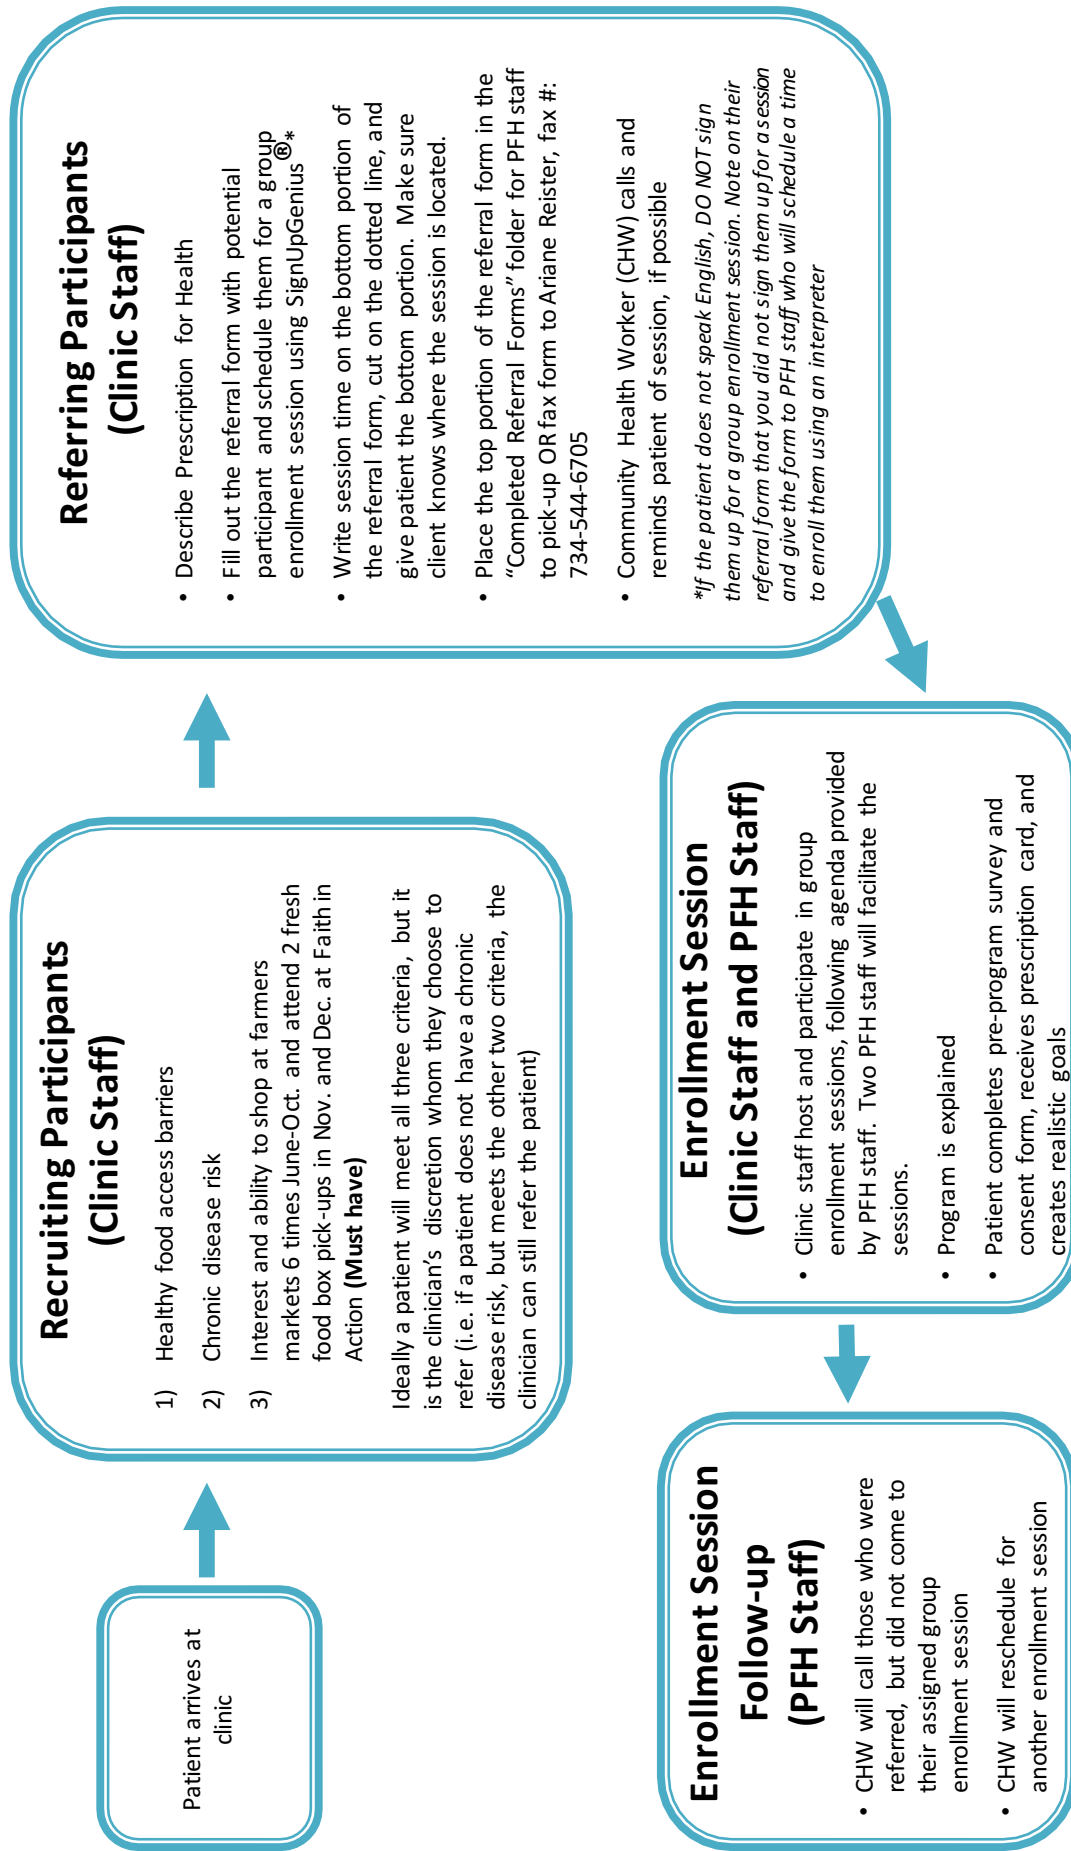 Patient arrives at
clinic
Recruiting Participants
(Clinic Staff)
1) Healthy food access barriers
2) Chronic disease risk
3) Interest and ability to shop at farmers
markets 6 times June-Oct. and attend 2 fresh
food box pick-ups in Nov. and Dec. at Faith in
Action (Must have)
Ideally a patient will meet all three criteria, but it
is the clinician's discretion whom they choose to
refer (i.e. if a patient does not have a chronic
disease risk, but meets the other two criteria, the
clinician can still refer the patient)
Referring Participants
(Clinic Staff)
• Describe Prescription for Health
• Fill out the referral form with potential
participant and schedule them for a group
enrollment session using SignUpGenius®*
• Write session time on the bottom portion of
the referral form, cut on the dotted line, and
give patient the bottom portion. Make sure
client knows where the session is located.
• Place the top portion of the referral form in the
“Completed Referral Forms” folder for PFH staff
to pick-up OR fax form to Ariane Reister, fax #:
734-544-6705
• Community Health Worker (CHW) calls and
reminds patient of session, if possible
*If the patient does not speak English, DO NOT sign
them up for a group enrollment session. Note on their
referral form that you did not sign them up for a session
and give the form to PFH staff who will schedule a time
to enroll them using an interpreter
Enrollment Session
(Clinic Staff and PFH Staff)
• Clinic staff host and participate in group
enrollment sessions, following agenda provided
by PFH staff. Two PFH staff will facilitate the
sessions.
• Program is explained
• Patient completes pre-program survey and
consent form, receives prescription card, and
creates realistic goals
Enrollment Session
Follow-up
(PFH Staff)
• CHW will call those who were
referred, but did not come to
their assigned group
enrollment session
• CHW will reschedule for
another enrollment session